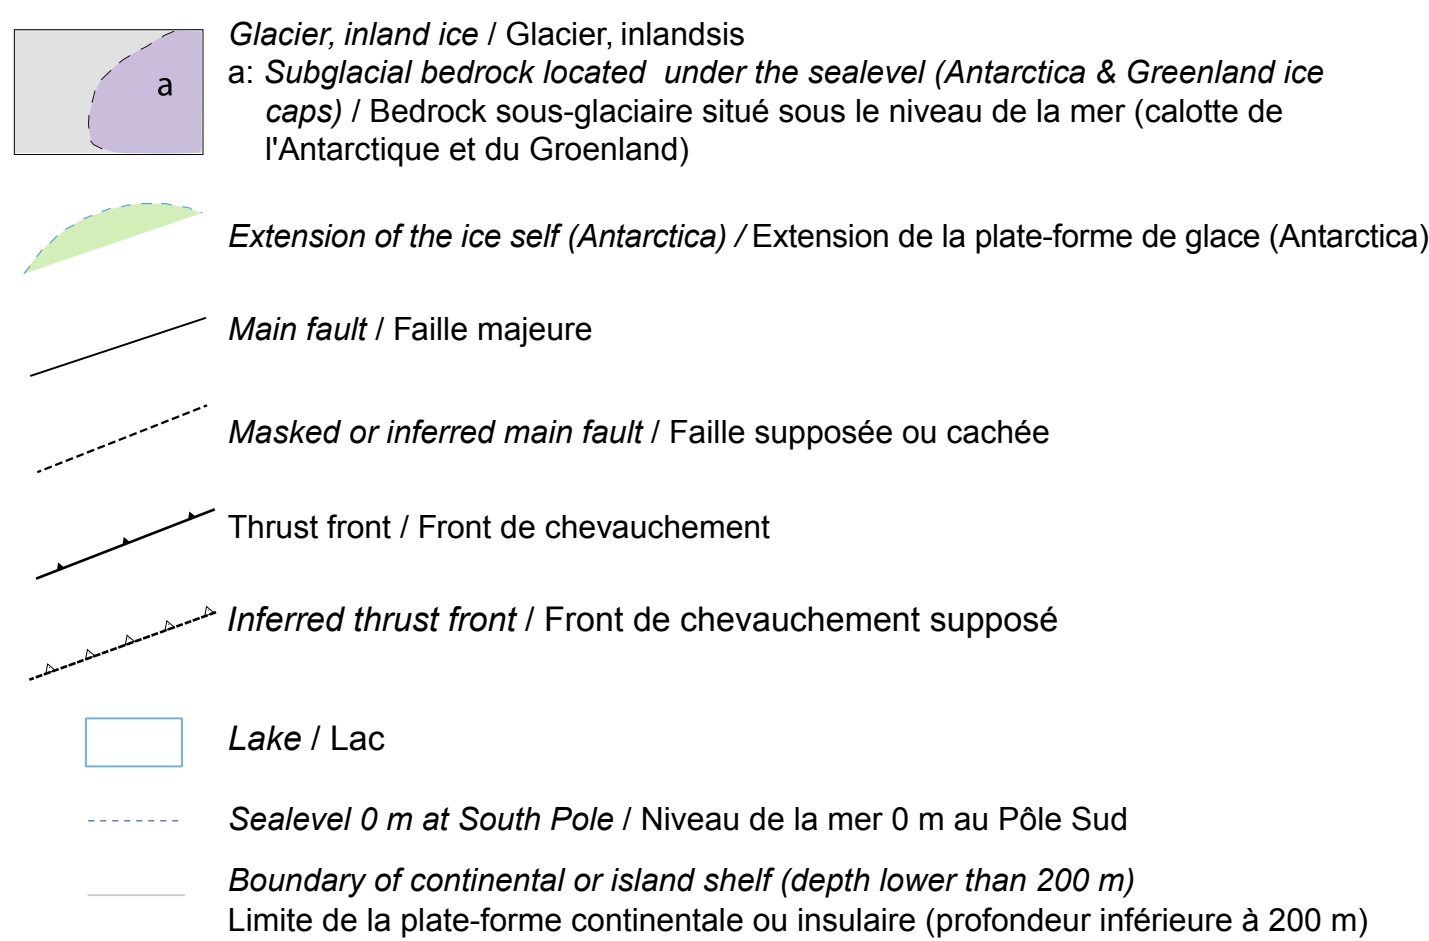 Glacier, inland ice / Glacier, inlandsis
a
a: Subglacial bedrock located  under the sealevel (Antarctica & Greenland ice
caps) / Bedrock sous-glaciaire situé sous le niveau de la mer (calotte de
l'Antarctique et du Groenland)
Extension of the ice self (Antarctica) / Extension de la plate-forme de glace (Antarctica)
Main fault / Faille majeure
Masked or inferred main fault / Faille supposée ou cachée
Thrust front / Front de chevauchement
Inferred thrust front / Front de chevauchement supposé
Lake / Lac
Sealevel 0 m at South Pole / Niveau de la mer 0 m au Pôle Sud
Boundary of continental or island shelf (depth lower than 200 m)
Limite de la plate-forme continentale ou insulaire (profondeur inférieure à 200 m)